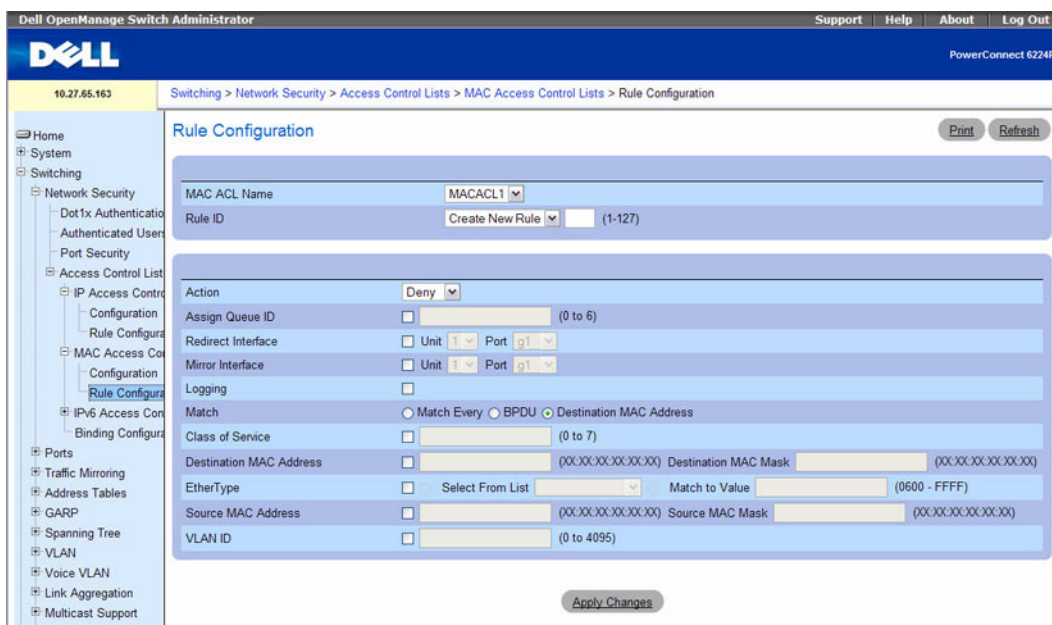 Dell OpenManage Switch Administrator Support Help About Log Out
DELL
PowerConnect 6224
10.27.65.163
Switching > Network Security > Access Control Lists > MAC Access Control Lists > Rule Configuration
Home
System
Switching
Network Security
Dot1x Authenticatio
Authenticated Users
Port Security
Access Control List
IP Access Contro
Configuration
Rule Configura
MAC Access Co
Configuration
Rule Configura
IPv6 Access Con
Binding Configura
Ports
Traffic Mirroring
Address Tables
GARP
Spanning Tree
VLAN
Voice VLAN
Link Aggregation
Multicast Support
Rule Configuration Print Refresh
MAC ACL Name MACACL1
Rule ID Create New Rule (1-127)
Action Deny
Assign Queue ID (0 to 6)
Redirect Interface Unit 1 Port g1
Mirror Interface Unit 1 Port g1
Logging
Match Match Every BPDU Destination MAC Address
Class of Service (0 to 7)
Destination MAC Address (XX:XX:XX:XX:XX:XX) Destination MAC Mask (XX:XX:XX:XX:XX:XX)
EtherType Select From List Match to Value (0600 - FFFF)
Source MAC Address (XX:XX:XX:XX:XX:XX) Source MAC Mask (XX:XX:XX:XX:XX:XX)
VLAN ID (0 to 4095)
Apply Changes